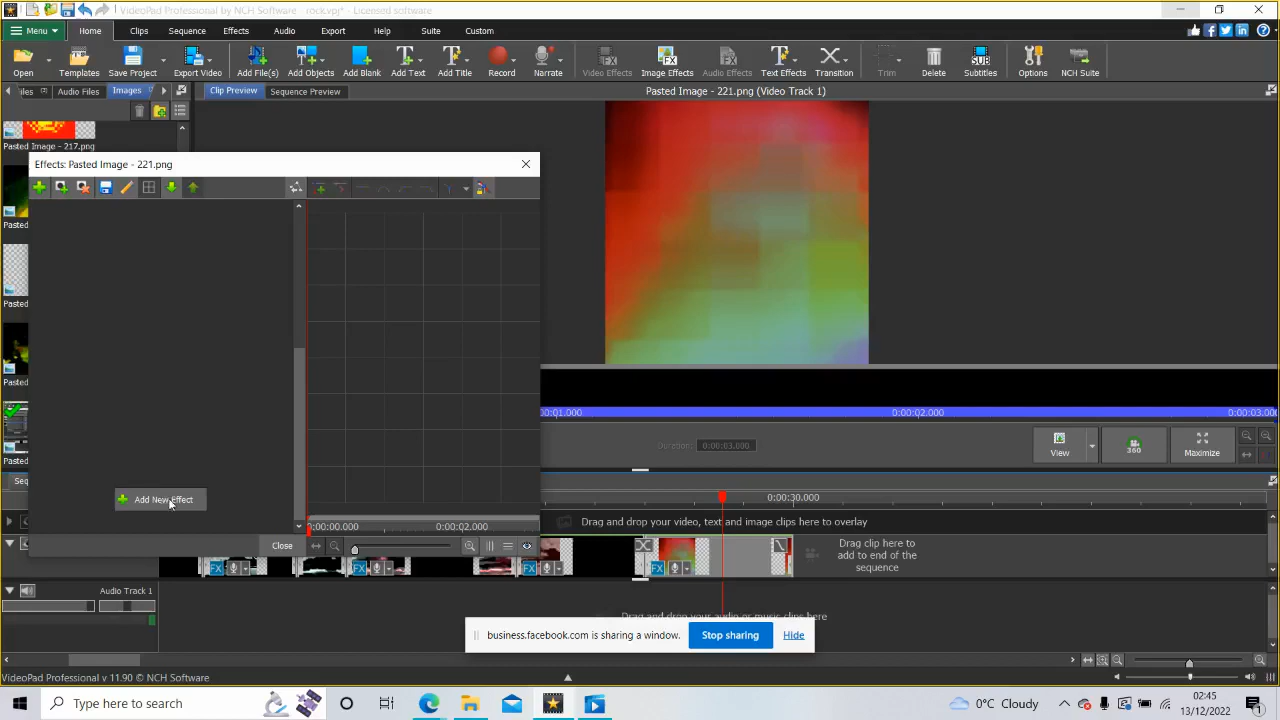 VideoPad Professional by NCH Software - rock.vpj* - Licensed software
Menu Home Clips Sequence Effects Audio Export Video Help Suite Custom
Open Templates Save Project Export Video Add File(s) Add Objects Add Blank Add Text Add Title Record Narrate Video Effects Image Effects Audio Effects Text Effects Transition Trim Delete Subtitles Options NCH Suite
iles Audio Files Images Clip Preview Sequence Preview Pasted Image - 221.png (Video Track 1)
Pasted Image - 217.png
Effects: Pasted Image - 221.png
Pasted
Pasted
Pasted
Pasted
Add New Effect
0:00:00.000 0:00:02.000
Close
:00:01.000 0:00:02.000 0:00:03.000
Duration: 0:00:03.000
View 360 Maximize
Seq
0:00:30.000
Drag and drop your video, text and image clips here to overlay
Drag clip here to
add to end of the
sequence
FX FX FX FX
Audio Track 1
Drag and drop your audio or music clips here
business.facebook.com is sharing a window. Stop sharing Hide
VideoPad Professional v 11.90 © NCH Software
Type here to search
0°C Cloudy
02:45
13/12/2022